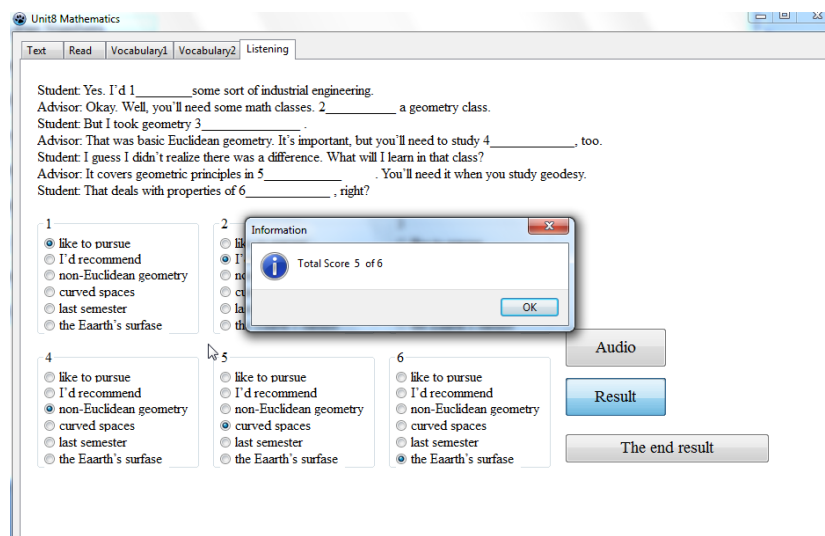 Unit8 Mathematics
Text Read Vocabulary1 Vocabulary2 Listening
Student: Yes. I'd 1________some sort of industrial engineering.
Advisor: Okay. Well, you'll need some math classes. 2__________ a geometry class.
Student: But I took geometry 3______________ .
Advisor: That was basic Euclidean geometry. It's important, but you'll need to study 4____________, too.
Student: I guess I didn't realize there was a difference. What will I learn in that class?
Advisor: It covers geometric principles in 5_______________ . You'll need it when you study geodesy.
Student: That deals with properties of 6____________ , right?
1
like to pursue
I'd recommend
non-Euclidean geometry
curved spaces
last semester
the Eaarth's surfase
2
Information
Total Score 5 of 6
OK
4
like to pursue
I'd recommend
non-Euclidean geometry
curved spaces
last semester
the Eaarth's surfase
5
like to pursue
I'd recommend
non-Euclidean geometry
curved spaces
last semester
the Eaarth's surfase
6
like to pursue
I'd recommend
non-Euclidean geometry
curved spaces
last semester
the Eaarth's surfase
Audio
Result
The end result